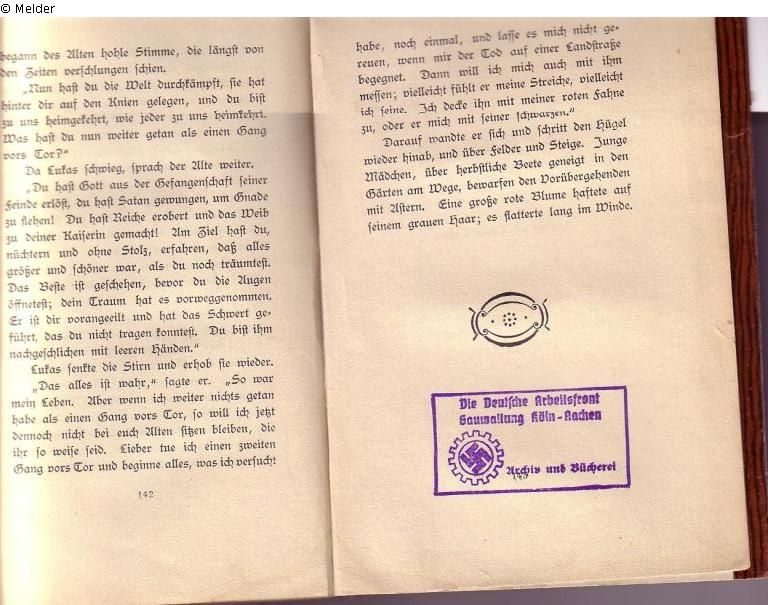 © Melder
begann des Alten hohle Stimme, die längst von
den Zeiten verschlungen schien.
„Nun hast du die Welt durchkämpft, sie hat
hinter dir auf den Knien gelegen, und du bist
zu uns heimgekehrt, wie jeder zu uns heimkehrt.
Was hast du nun weiter getan als einen Gang
vors Tor?“
Da Lukas schwieg, sprach der Alte weiter.
„Du hast Gott aus der Gefangenschaft seiner
Feinde erlöst, du hast Satan gezwungen, um Gnade
zu flehen! Du hast Reiche erobert und das Weib
zu deiner Kaiserin gemacht! Am Ziel hast du,
nüchtern und ohne Stolz, erfahren, daß alles
größer und schöner war, als du noch träumtest.
Das Beste ist geschehen, bevor du die Augen
öffnetest; dein Traum hat es vorweggenommen.
Er ist dir vorangeeilt und hat das Schwert ge-
führt, das du nicht tragen konntest. Du bist ihm
nachgeschlichen mit leeren Händen.“
Lukas senkte die Stirn und erhob sie wieder.
„Das alles ist wahr,“ sagte er. „So war
mein Leben. Aber wenn ich weiter nichts getan
habe als einen Gang vors Tor, so will ich jetzt
dennoch nicht bei euch Alten sitzen bleiben, die
ihr so weise seid. Lieber tue ich einen zweiten
Gang vors Tor und beginne alles, was ich versucht
142
habe, noch einmal, und lasse es mich nicht ge-
reuen, wenn mir der Tod auf einer Landstraße
begegnet. Dann will ich mich auch mit ihm
messen; vielleicht fühlt er meine Streiche, vielleicht
ich seine. Ich decke ihn mit meiner roten Fahne
zu, oder er mich mit seiner schwarzen.“
Darauf wandte er sich und schritt den Hügel
wieder hinab, und über Felder und Steige. Junge
Mädchen, über herbstliche Beete geneigt in den
Gärten am Wege, bewarfen den Vorübergehenden
mit Astern. Eine große rote Blume haftete auf
seinem grauen Haar; es flatterte lang im Winde.
Die Deutsche Arbeitsfront
Gauwaltung Köln-Aachen
Archiv und Bücherei